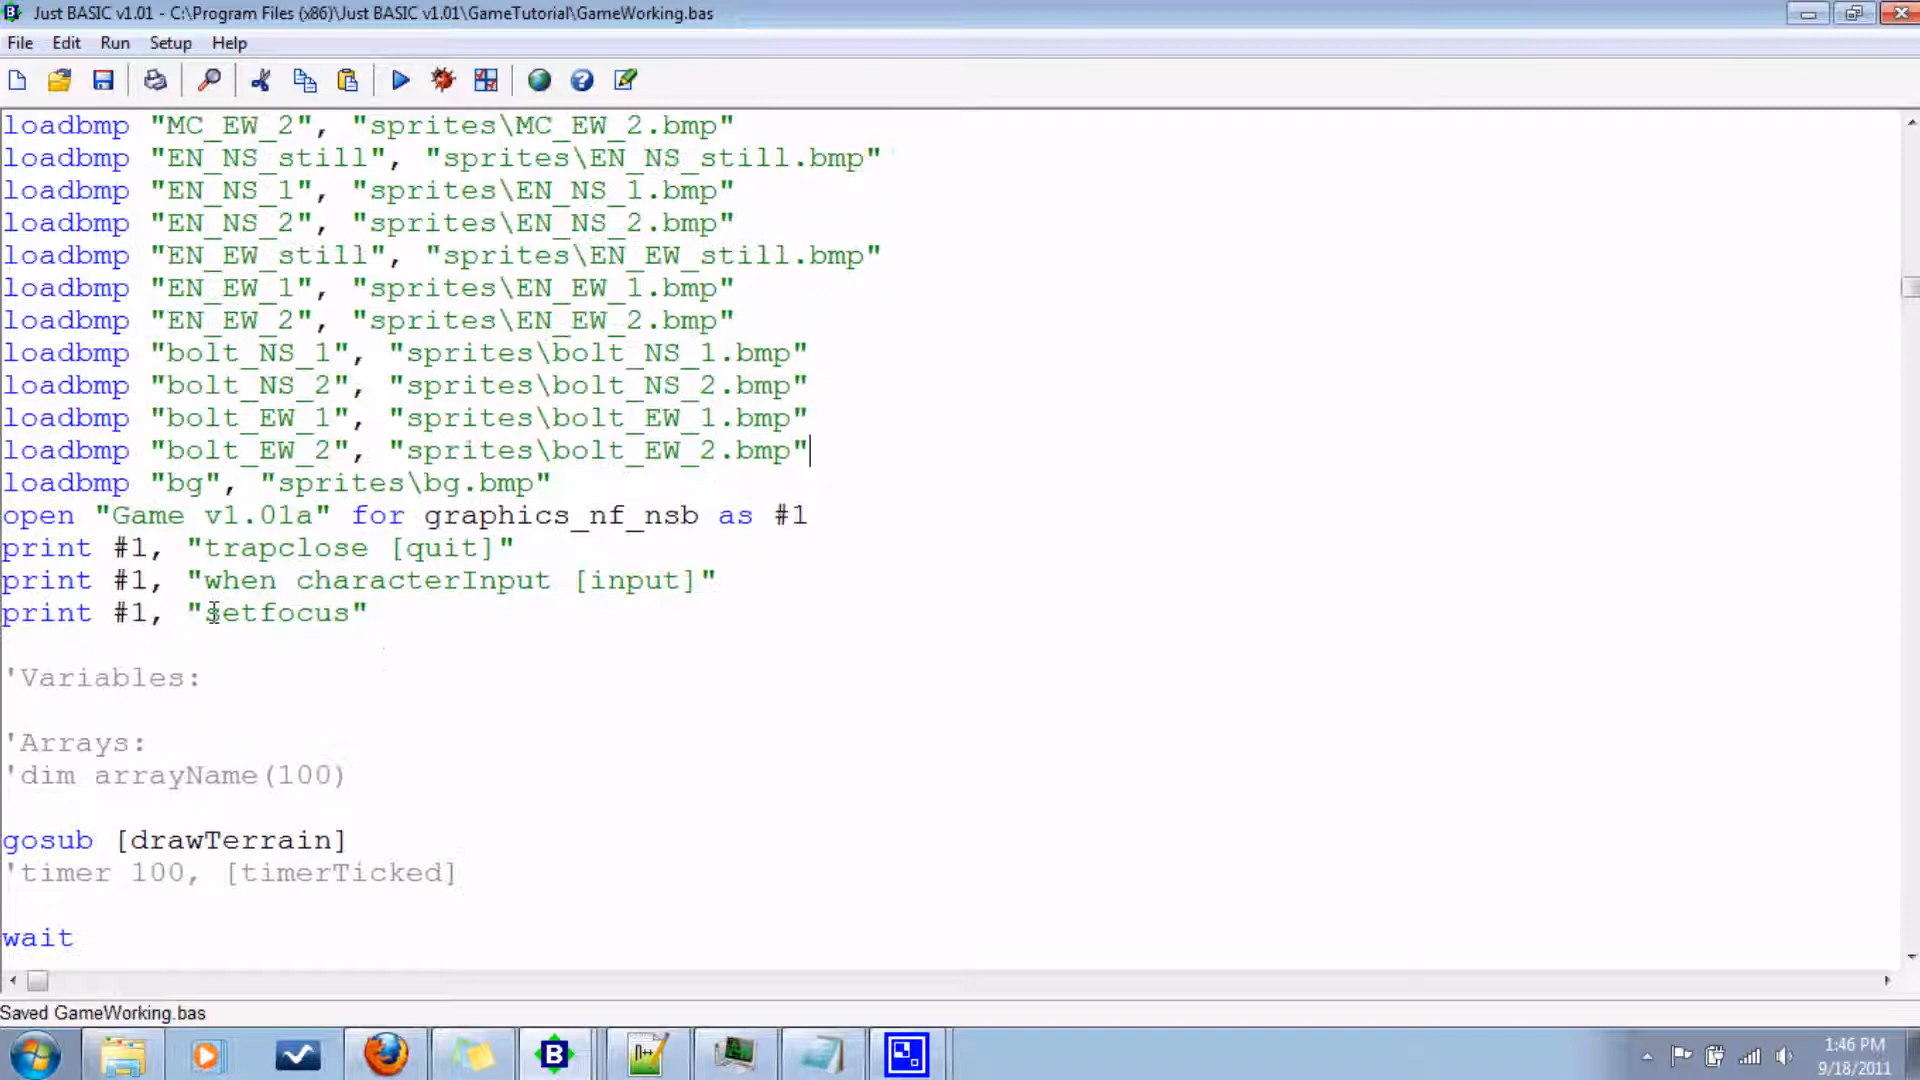 Just BASIC v1.01 - C:\Program Files (x86)\Just BASIC v1.01\GameTutorial\GameWorking.bas
File Edit Run Setup Help
loadbmp "MC_EW_2", "sprites\MC_EW_2.bmp"
loadbmp "EN_NS_still", "sprites\EN_NS_still.bmp"
loadbmp "EN_NS_1", "sprites\EN_NS_1.bmp"
loadbmp "EN_NS_2", "sprites\EN_NS_2.bmp"
loadbmp "EN_EW_still", "sprites\EN_EW_still.bmp"
loadbmp "EN_EW_1", "sprites\EN_EW_1.bmp"
loadbmp "EN_EW_2", "sprites\EN_EW_2.bmp"
loadbmp "bolt_NS_1", "sprites\bolt_NS_1.bmp"
loadbmp "bolt_NS_2", "sprites\bolt_NS_2.bmp"
loadbmp "bolt_EW_1", "sprites\bolt_EW_1.bmp"
loadbmp "bolt_EW_2", "sprites\bolt_EW_2.bmp"
loadbmp "bg", "sprites\bg.bmp"
open "Game v1.01a" for graphics_nf_nsb as #1
print #1, "trapclose [quit]"
print #1, "when characterInput [input]"
print #1, "setfocus"
'Variables:
'Arrays:
'dim arrayName(100)
gosub [drawTerrain]
'timer 100, [timerTicked]
wait
Saved GameWorking.bas
1:46 PM
9/18/2011